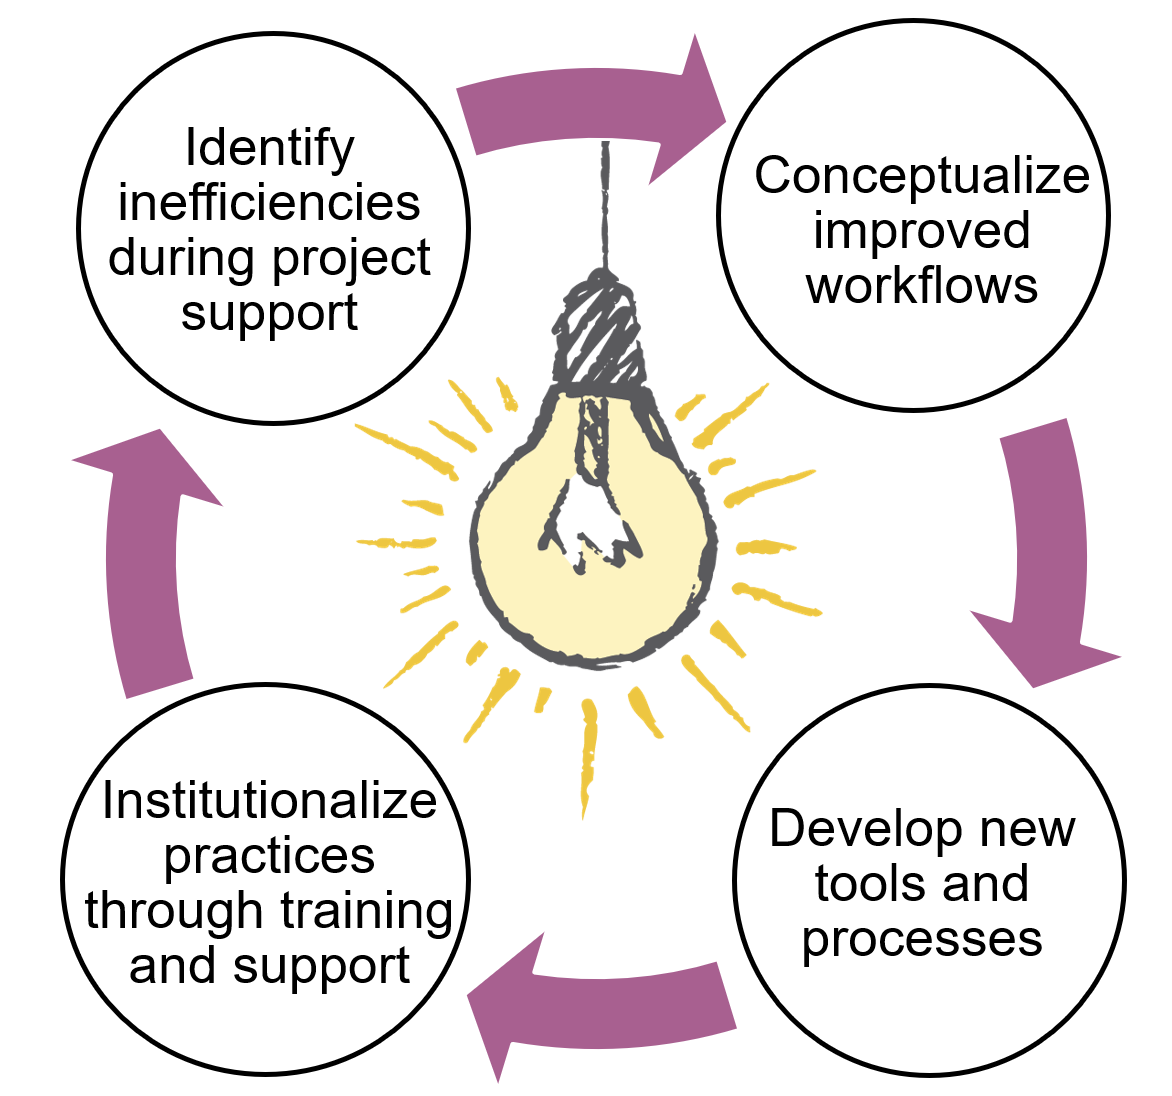 Identify
inefficiencies
during project
support
Conceptualize
improved
workflows
Develop new
tools and
processes
Institutionalize
practices
through training
and support